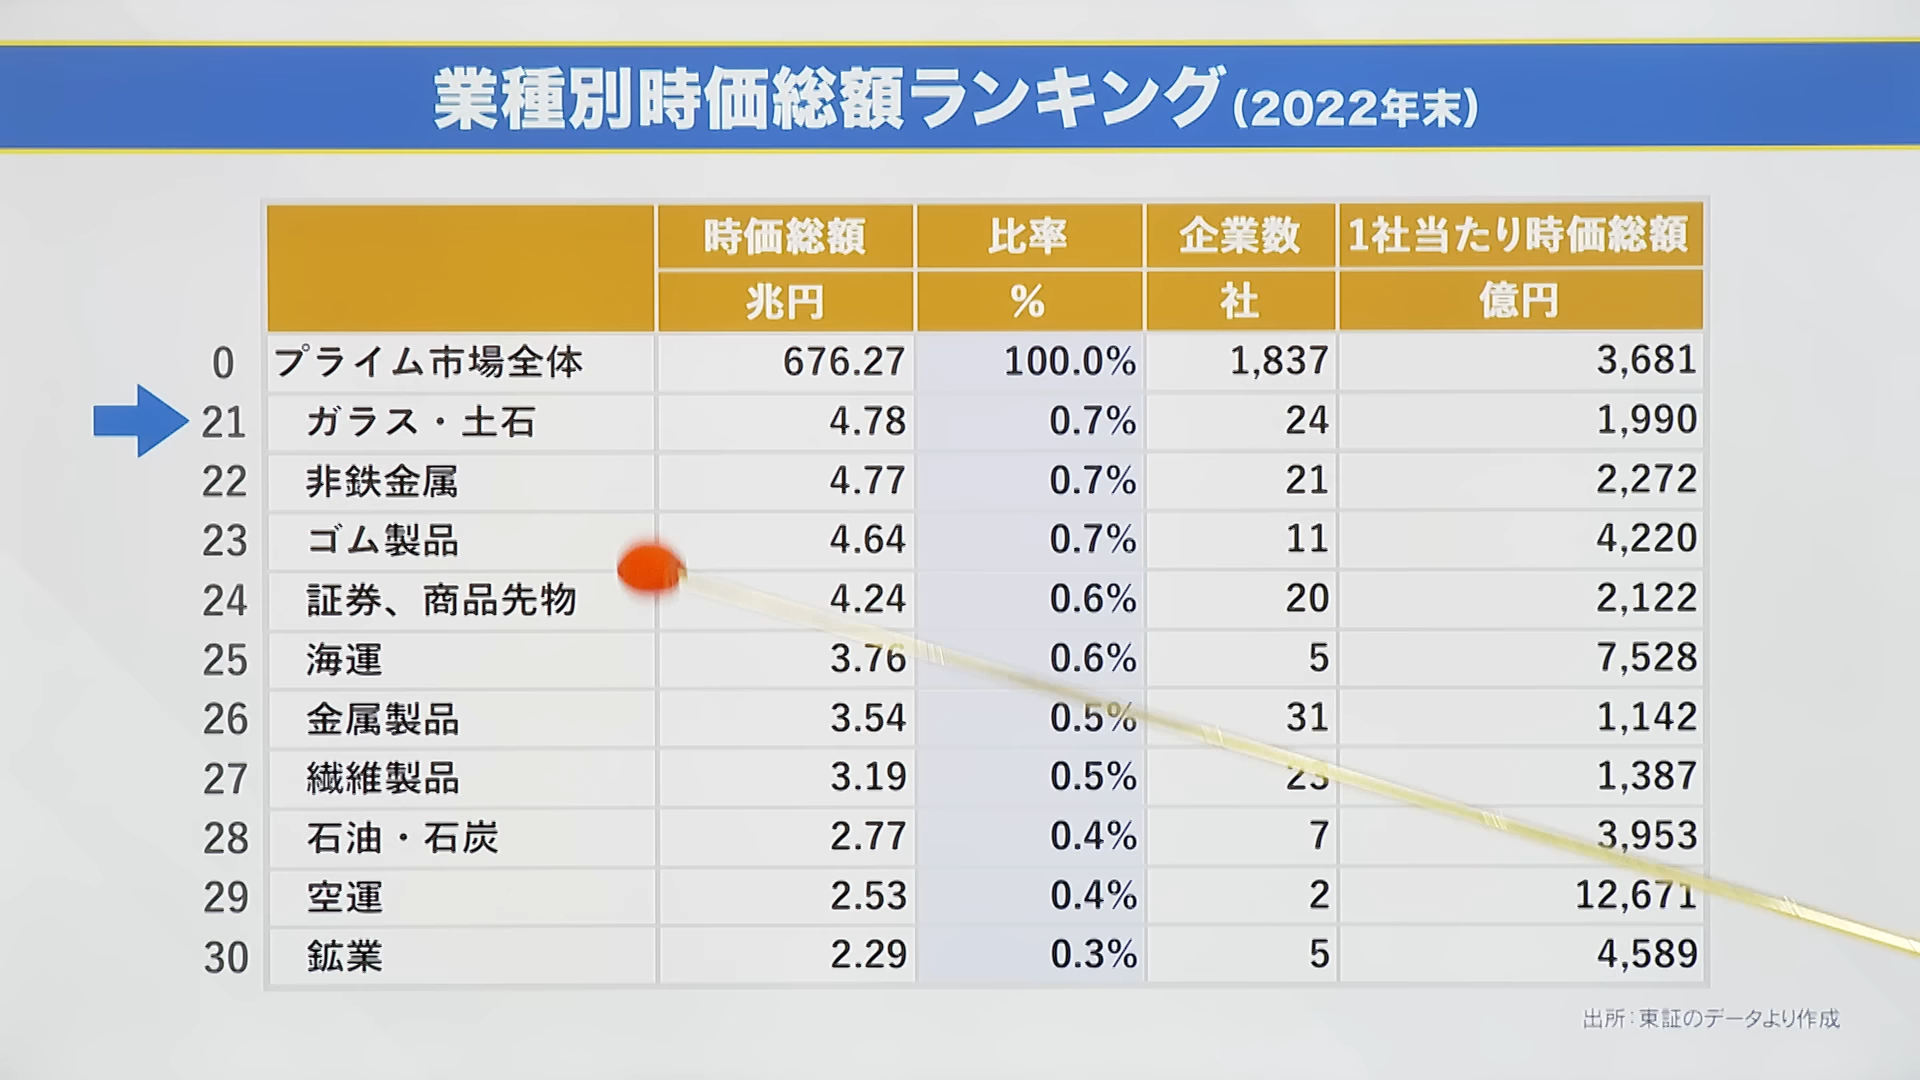 業種別時価総額ランキング(2022年末)
時価総額 比率 企業数 1社当たり時価総額
兆円 % 社 億円
0 プライム市場全体 676.27 100.0% 1,837 3,681
21 ガラス・土石 4.78 0.7% 24 1,990
22 非鉄金属 4.77 0.7% 21 2,272
23 ゴム製品 4.64 0.7% 11 4,220
24 証券、商品先物 4.24 0.6% 20 2,122
25 海運 3.76 0.6% 5 7,528
26 金属製品 3.54 0.5% 31 1,142
27 繊維製品 3.19 0.5% 23 1,387
28 石油・石炭 2.77 0.4% 7 3,953
29 空運 2.53 0.4% 2 12,671
30 鉱業 2.29 0.3% 5 4,589
出所:東証のデータより作成